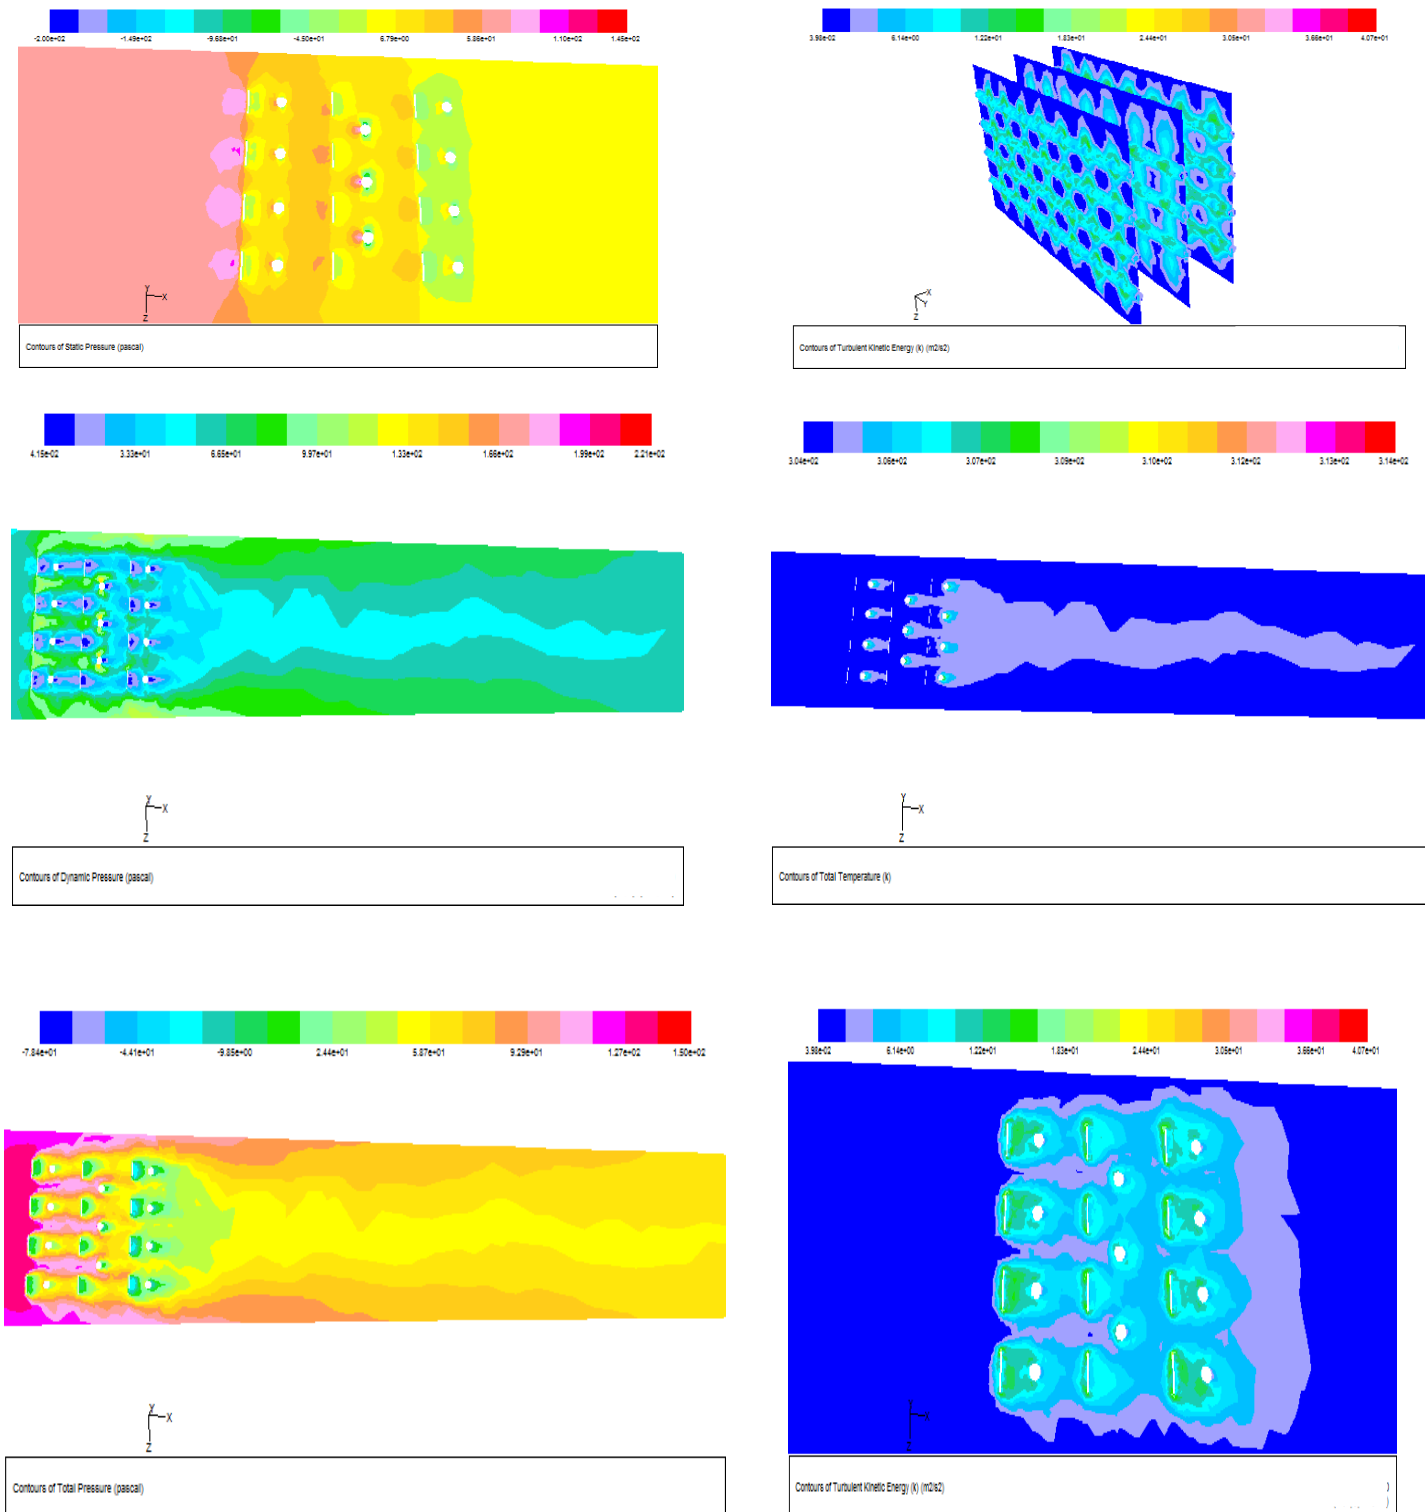 -2.00e+02 -1.49e+02 -9.68e+01 -4.50e+01 6.79e+00 5.86e+01 1.10e+02 1.45e+02
Y
X
Z
Contours of Static Pressure (pascal)
3.98e-02 6.14e+00 1.22e+01 1.83e+01 2.44e+01 3.05e+01 3.66e+01 4.07e+01
X
Y
Z
Contours of Turbulent Kinetic Energy (k) (m2/s2)
4.15e-02 3.33e+01 6.65e+01 9.97e+01 1.33e+02 1.66e+02 1.99e+02 2.21e+02
Y
X
Z
Contours of Dynamic Pressure (pascal)
3.04e+02 3.06e+02 3.07e+02 3.09e+02 3.10e+02 3.12e+02 3.13e+02 3.14e+02
Y
X
Z
Contours of Total Temperature (k)
-7.84e+01 -4.41e+01 -9.85e+00 2.44e+01 5.87e+01 9.29e+01 1.27e+02 1.50e+02
Y
X
Z
Contours of Total Pressure (pascal)
3.98e-02 6.14e+00 1.22e+01 1.83e+01 2.44e+01 3.05e+01 3.66e+01 4.07e+01
Y
X
Z
Contours of Turbulent Kinetic Energy (k) (m2/s2)